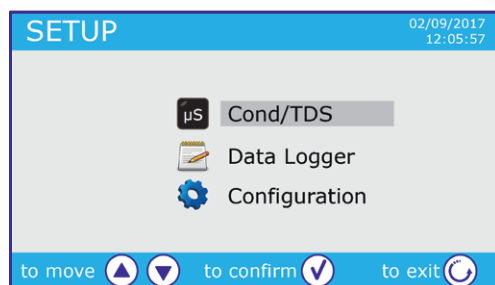 SETUP
02/09/2017
12:05:57
µS Cond/TDS
Data Logger
Configuration
to move to confirm to exit